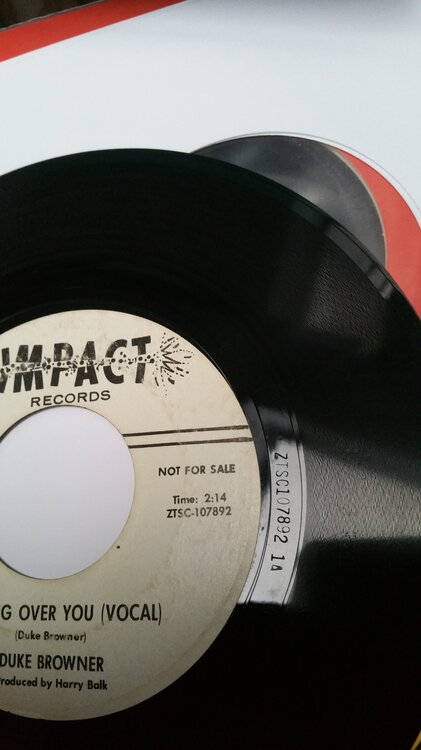 IMPACT
RECORDS
NOT FOR SALE
Time: 2:14
ZTSC-107892
G OVER YOU (VOCAL)
(Duke Browner)
DUKE BROWNER
roduced by Harry Balk
ZTSC107892 1A